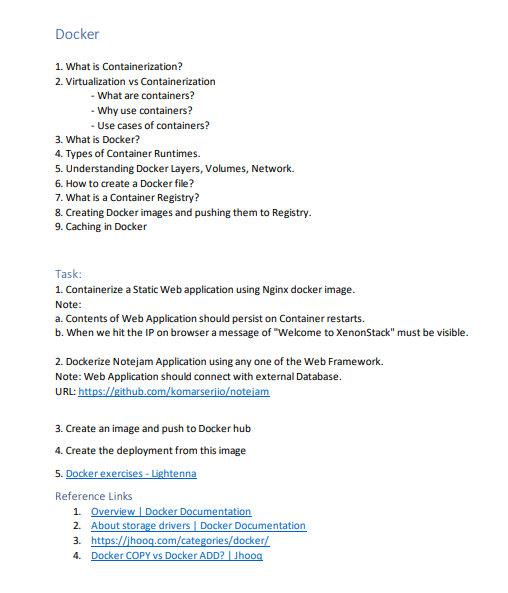 Docker
1. What is Containerization?
2. Virtualization vs Containerization
- What are containers?
- Why use containers?
- Use cases of containers?
3. What is Docker?
4. Types of Container Runtimes.
5. Understanding Docker Layers, Volumes, Network.
6. How to create a Docker file?
7. What is a Container Registry?
8. Creating Docker images and pushing them to Registry.
9. Caching in Docker
Task:
1. Containerize a Static Web application using Nginx docker image.
Note:
a. Contents of Web Application should persist on Container restarts.
b. When we hit the IP on browser a message of "Welcome to XenonStack" must be visible.
2. Dockerize Notejam Application using any one of the Web Framework.
Note: Web Application should connect with external Database.
URL: https://github.com/komarserjio/notejam
3. Create an image and push to Docker hub
4. Create the deployment from this image
5. Docker exercises - Lightenna
Reference Links
1. Overview | Docker Documentation
2. About storage drivers | Docker Documentation
3. https://jhooq.com/categories/docker/
4. Docker COPY vs Docker ADD? | Jhooq